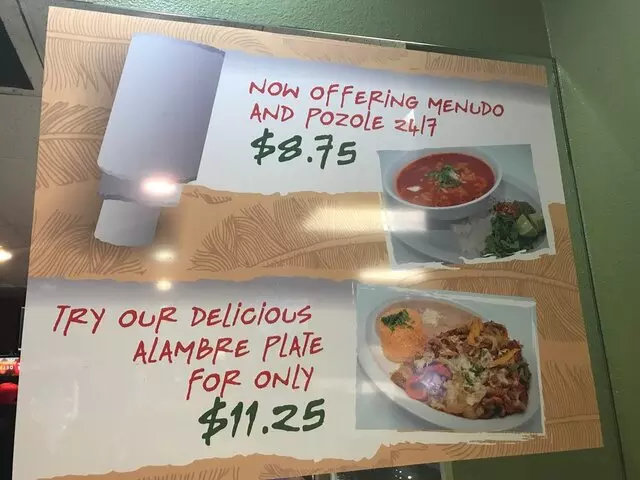 NOW OFFERING MENUDO
AND POZOLE 24/7
$8.75
TRY OUR DELICIOUS
ALAMBRE PLATE
FOR ONLY
$11.25